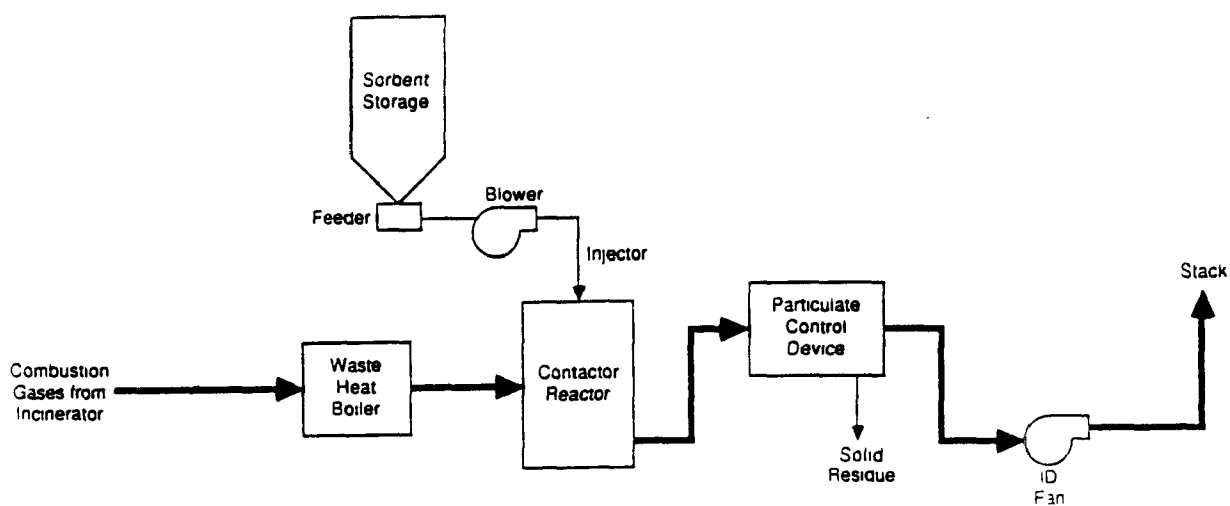 Sorbent
Storage
Feeder
Blower
Injector
Stack
Particulate
Control
Device
Combustion
Gases from
Incinerator
Waste
Heat
Boiler
Contactor
Reactor
Solid
Residue
ID
Fan